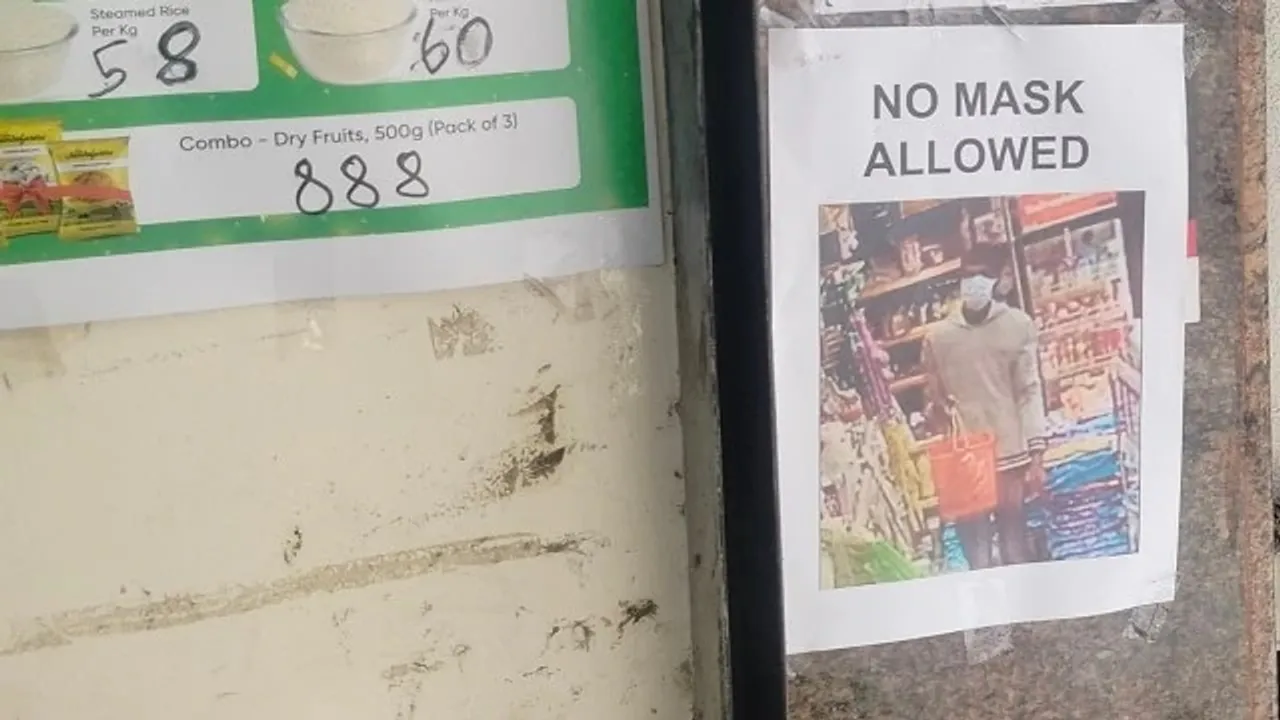 Steamed Rice
Per Kg
58
Per Kg
60
Combo - Dry Fruits, 500g (Pack of 3)
888
NO MASK
ALLOWED